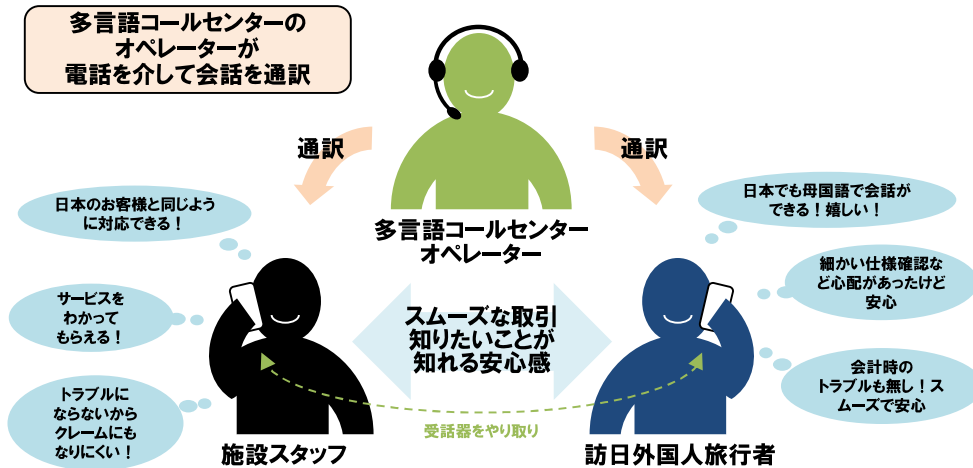 多言語コールセンターの
オペレーターが
電話を介して会話を通訳
通訳
通訳
多言語コールセンター
オペレーター
日本のお客様と同じよう
に対応できる！
サービスを
わかって
もらえる！
トラブルに
ならないから
クレームにも
なりにくい！
スムーズな取引
知りたいことが
知れる安心感
日本でも母国語で会話が
できる！嬉しい！
細かい仕様確認な
ど心配があったけど
安心
会計時の
トラブルも無し！ス
ムーズで安心
受話器をやり取り
施設スタッフ
訪日外国人旅行者